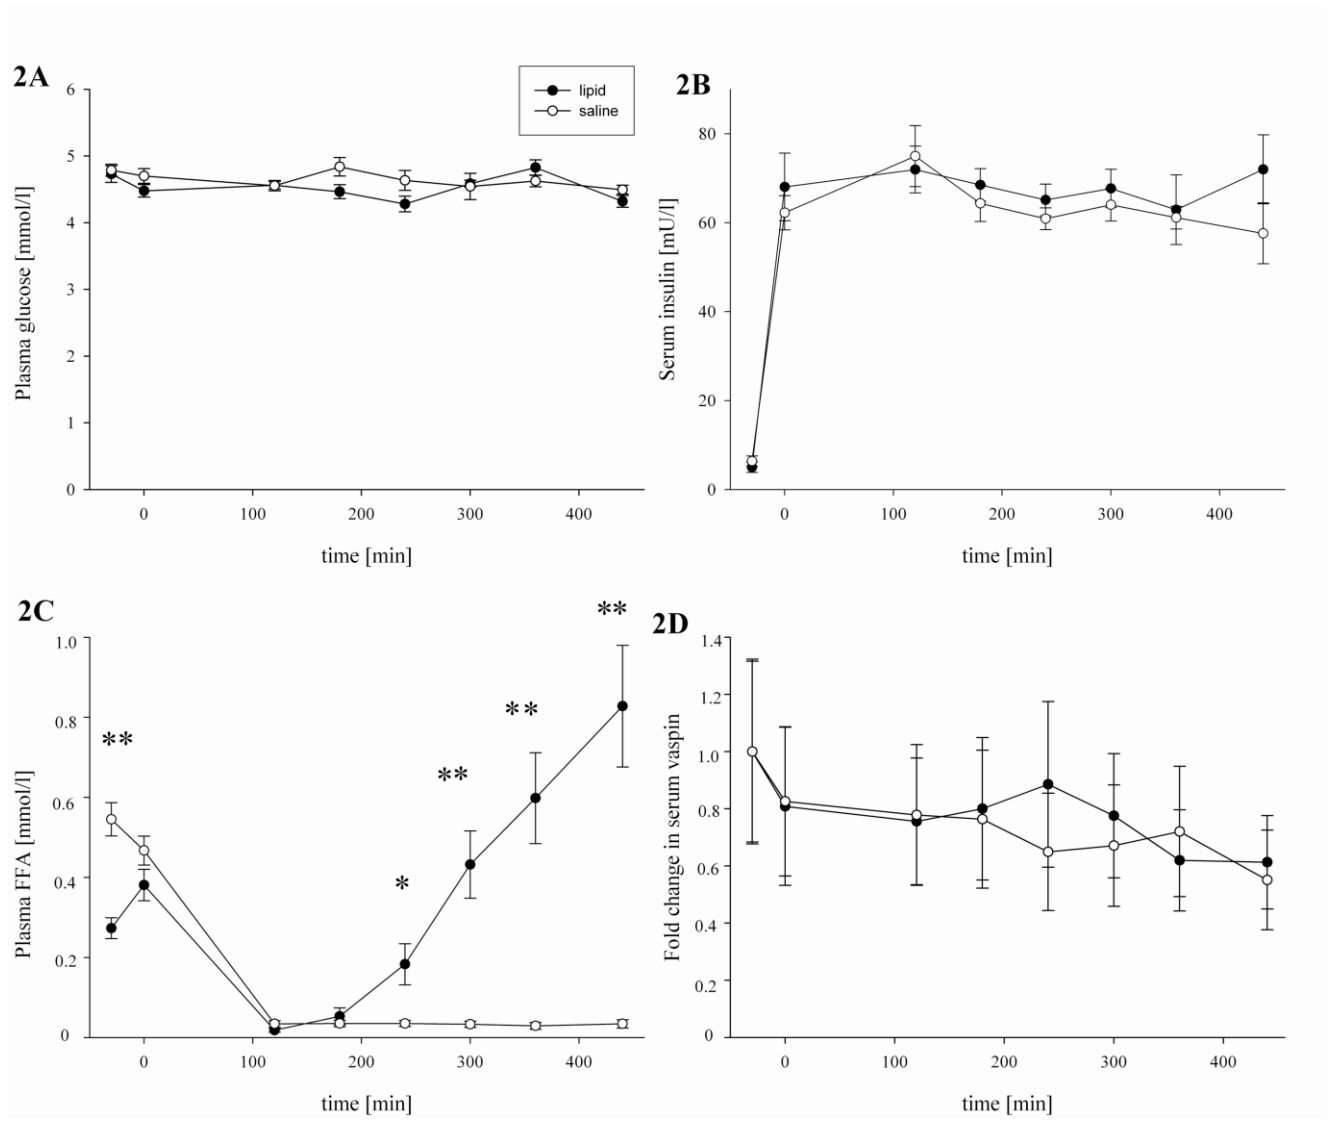 2A
lipid
saline
Plasma glucose [mmol/l]
6
5
4
3
2
1
0
0 100 200 300 400
time [min]
2B
Serum insulin [mU/l]
80
60
40
20
0
0 100 200 300 400
time [min]
2C
Plasma FFA [mmol/l]
1.0
0.8
0.6
0.4
0.2
0
**
*
**
**
**
0 100 200 300 400
time [min]
2D
Fold change in serum vaspin
1.4
1.2
1.0
0.8
0.6
0.4
0.2
0
0 100 200 300 400
time [min]